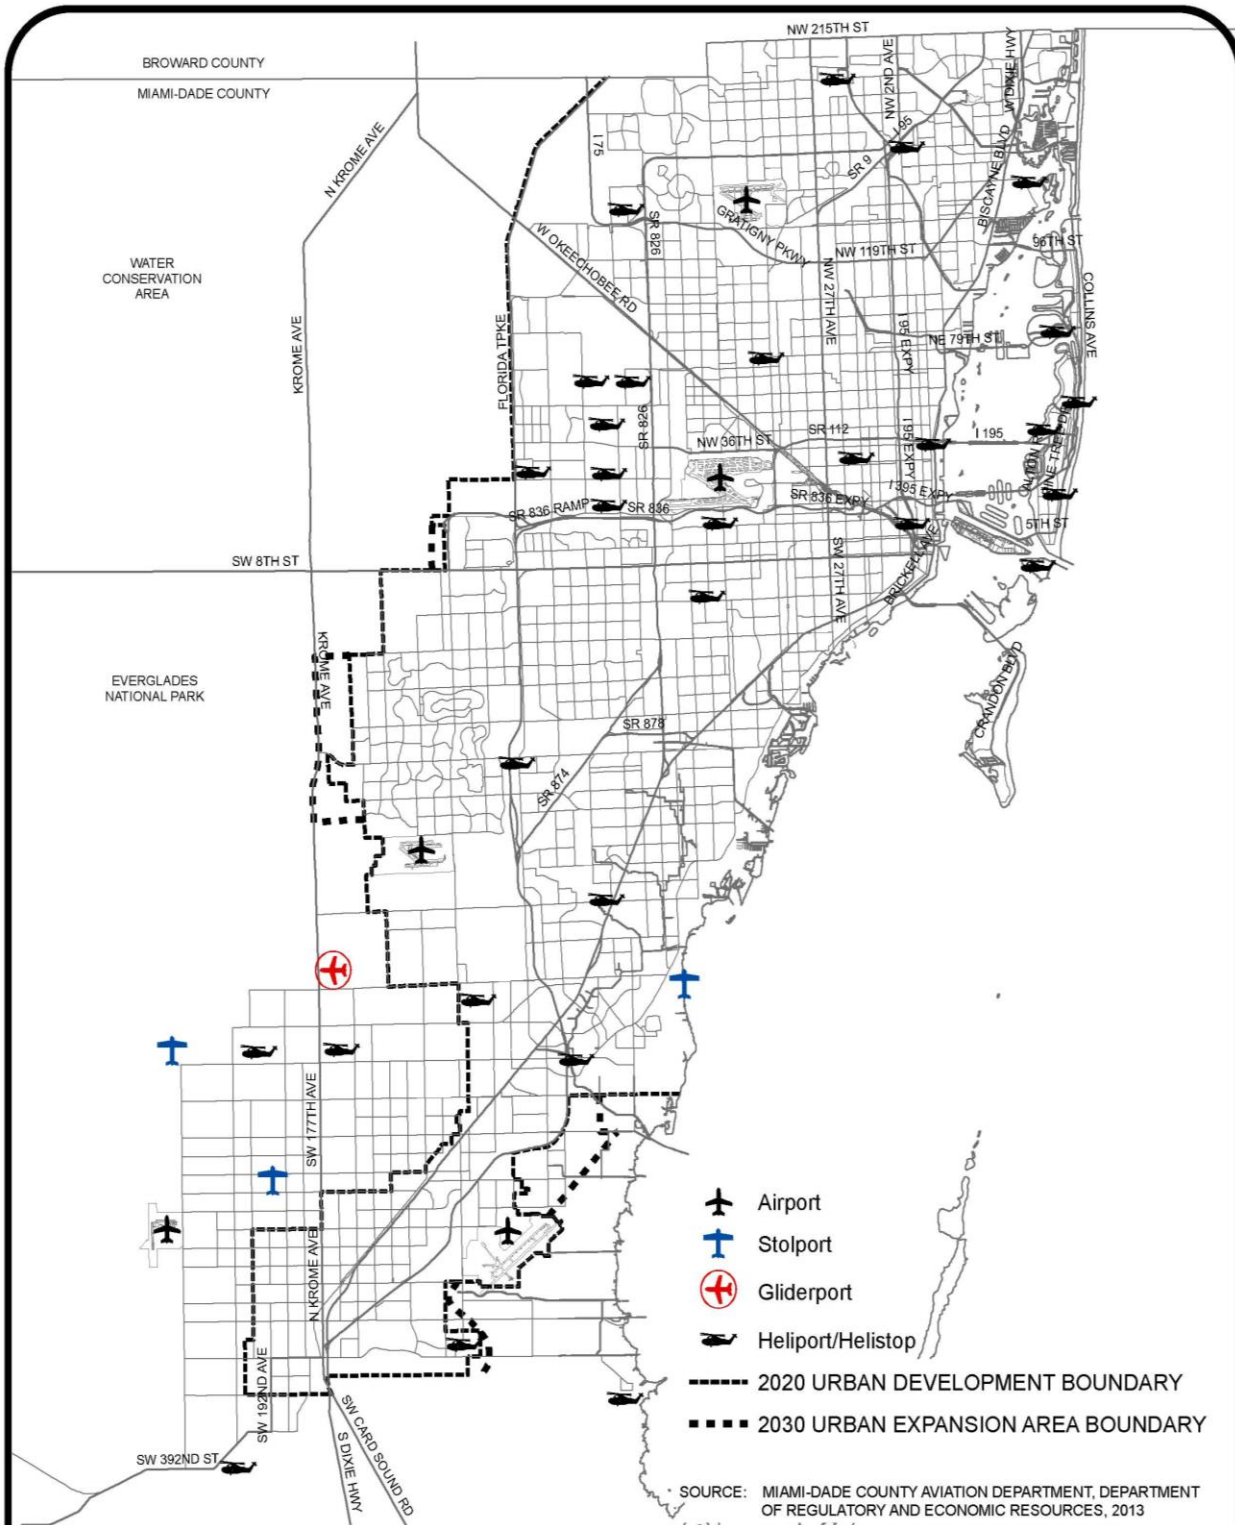 NW 215TH ST
BROWARD COUNTY
MIAMI-DADE COUNTY
NW 2ND AVE
W DIXIE HWY
I 75
I 95
N KROME AVE
SR 9
BISCAYNE BLVD
SR 826
GRATIGNY PKWY
W OKEECHOBEE RD
NW 119TH ST
96TH ST
WATER
CONSERVATION
AREA
NW 27TH AVE
COLLINS AVE
KROME AVE
FLORIDA TPKE
I 95 EXPY
NE 79TH ST
SR 826
SR 112
NW 36TH ST
I 95 EXPY
I 195
ALTON
PINE TREE DR
SR 836 EXPY
I 395 EXPY
SR 836 RAMP
SR 836
5TH ST
SW 8TH ST
SW 27TH AVE
BRICKELL AVE
KROME AVE
EVERGLADES
NATIONAL PARK
CRANDON BLVD
SR 878
SR 874
SW 177TH AVE
N KROME AVE
Airport
Stolport
Gliderport
Heliport/Helistop
2020 URBAN DEVELOPMENT BOUNDARY
2030 URBAN EXPANSION AREA BOUNDARY
SW 192ND AVE
SW CARD SOUND RD
S DIXIE HWY
SW 392ND ST
SOURCE: MIAMI-DADE COUNTY AVIATION DEPARTMENT, DEPARTMENT
OF REGULATORY AND ECONOMIC RESOURCES, 2013